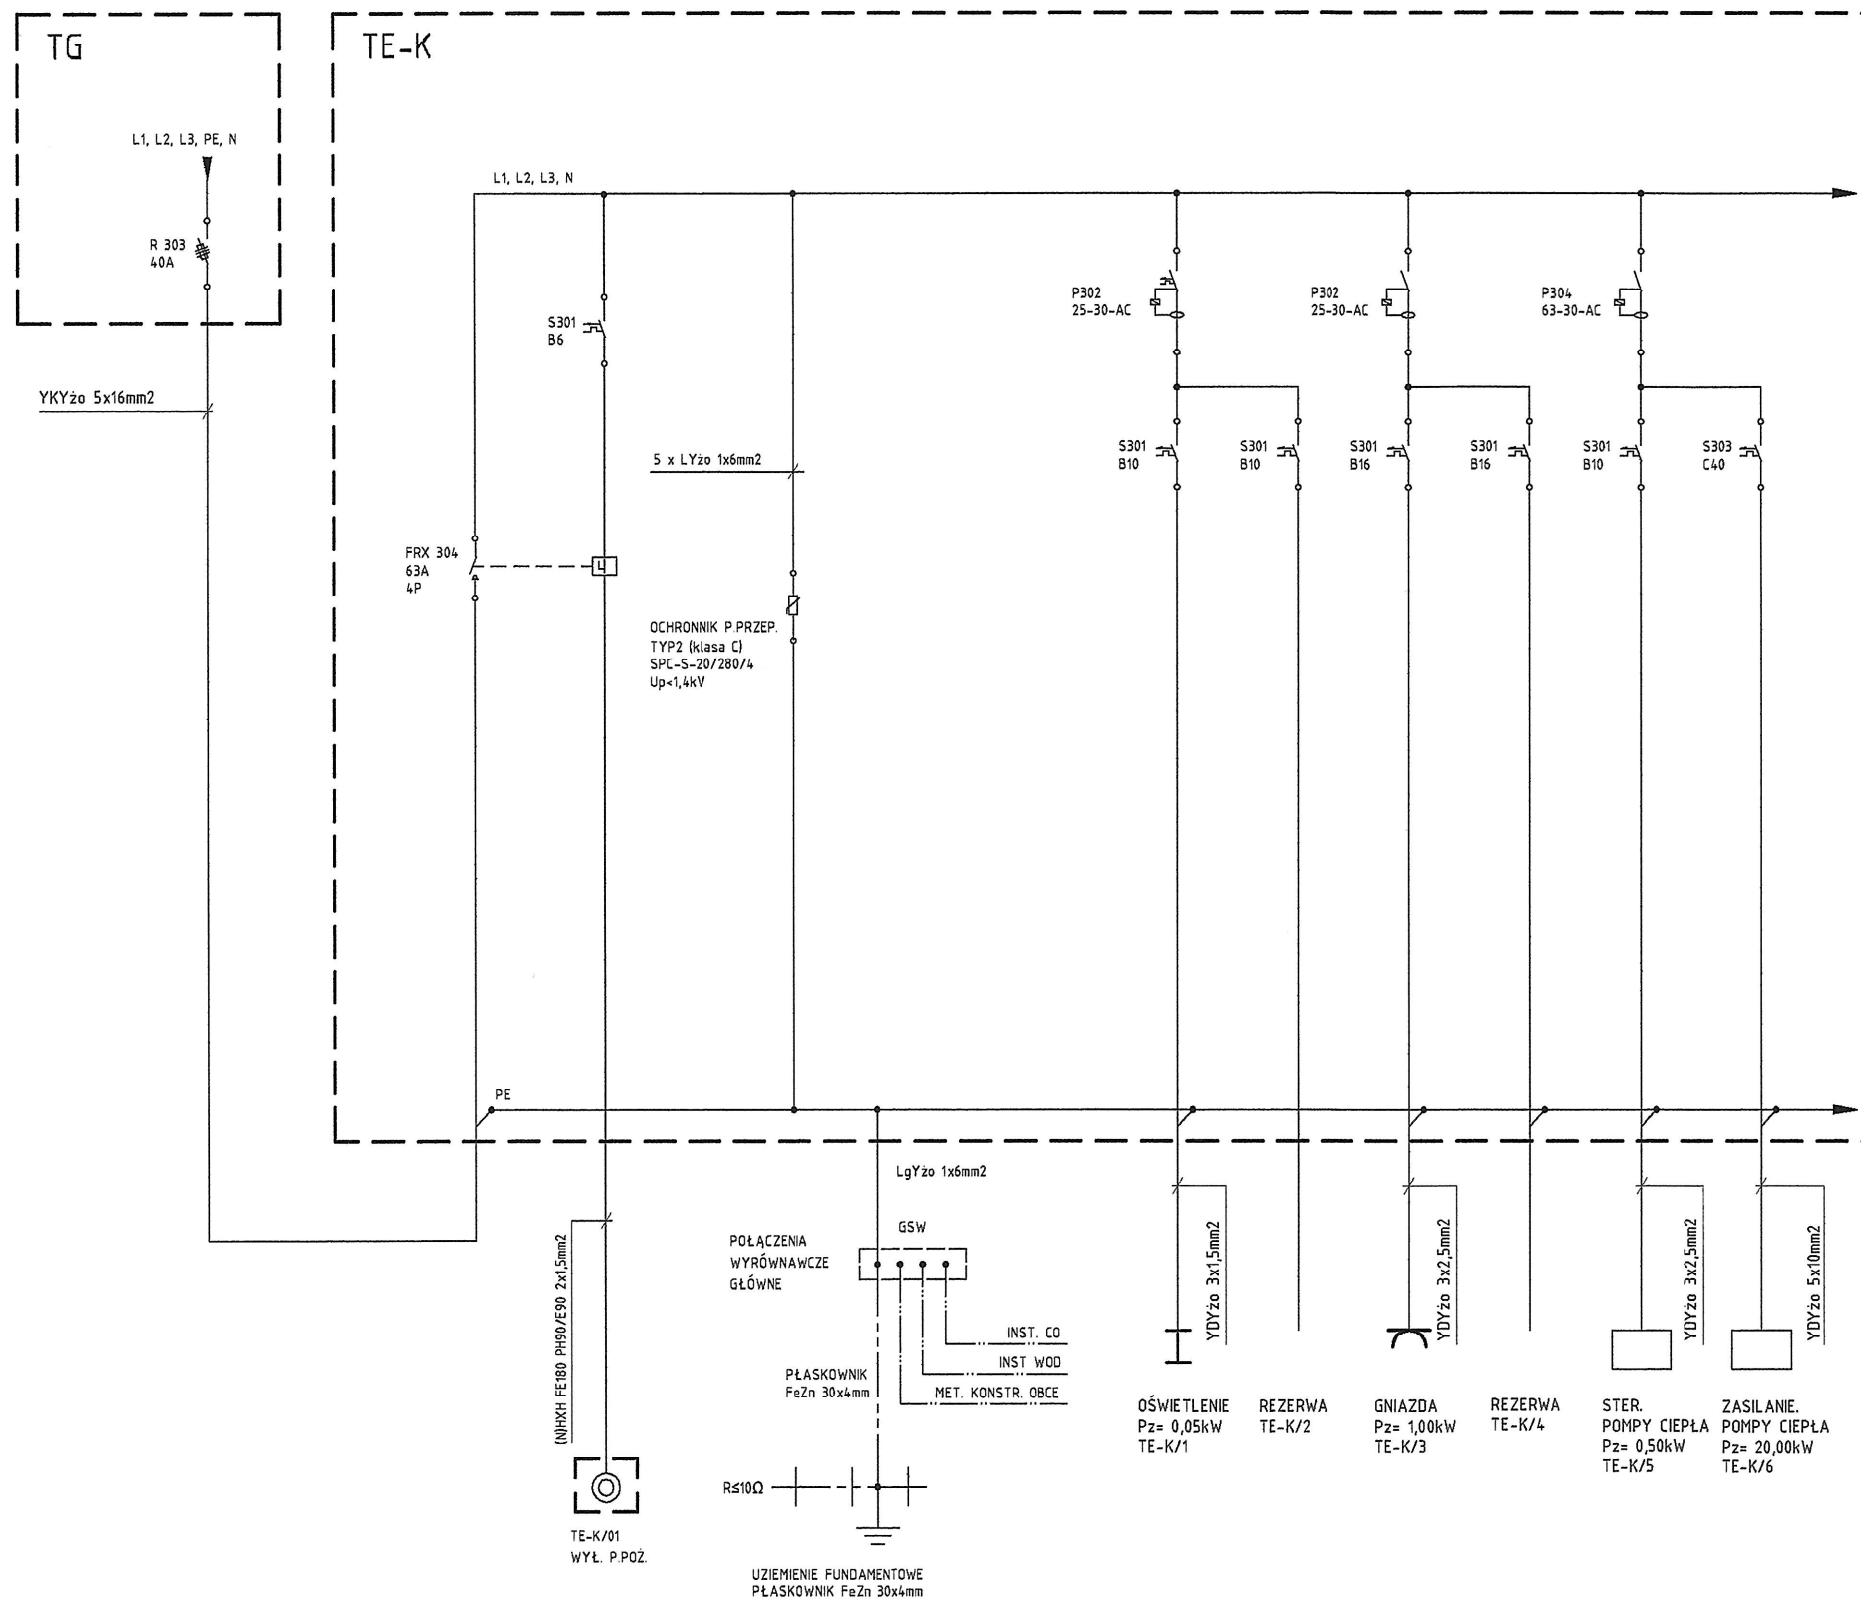 TG
TE-K
L1, L2, L3, PE, N
R 303
40A
L1, L2, L3, N
S301
B6
P302
25-30-AC
P302
25-30-AC
P304
63-30-AC
YKYżo 5x16mm2
5 x LYżo 1x6mm2
S301
B10
S301
B10
S301
B16
S301
B16
S301
B10
S303
C40
FRX 304
63A
4P
OCHRONNIK P.PRZEP.
TYP2 (klasa C)
SPC-S-20/280/4
Up<1,4kV
PE
LgYżo 1x6mm2
GSW
POŁĄCZENIA
WYRÓWNAWCZE
GŁÓWNE
INST. CO
INST WOD
MET. KONSTR. OBCE
PŁASKOWNIK
FeZn 30x4mm
(N)HXH FE180 PH90/E90 2x1,5mm2
YDYżo 3x1,5mm2
YDYżo 3x2,5mm2
YDYżo 3x2,5mm2
YDYżo 5x10mm2
OŚWIETLENIE
Pz= 0,05kW
TE-K/1
REZERWA
TE-K/2
GNIAZDA
Pz= 1,00kW
TE-K/3
REZERWA
TE-K/4
STER.
POMPY CIEPŁA
Pz= 0,50kW
TE-K/5
ZASILANIE.
POMPY CIEPŁA
Pz= 20,00kW
TE-K/6
R≤10Ω
TE-K/01
WYŁ. P.POŻ.
UZIEMIENIE FUNDAMENTOWE
PŁASKOWNIK FeZn 30x4mm